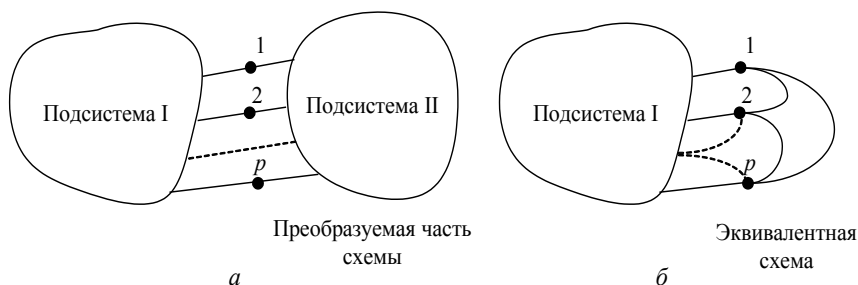 1
2
p
Подсистема I
Подсистема II
Преобразуемая часть
схемы
а
1
2
p
Подсистема I
Эквивалентная
схема
б